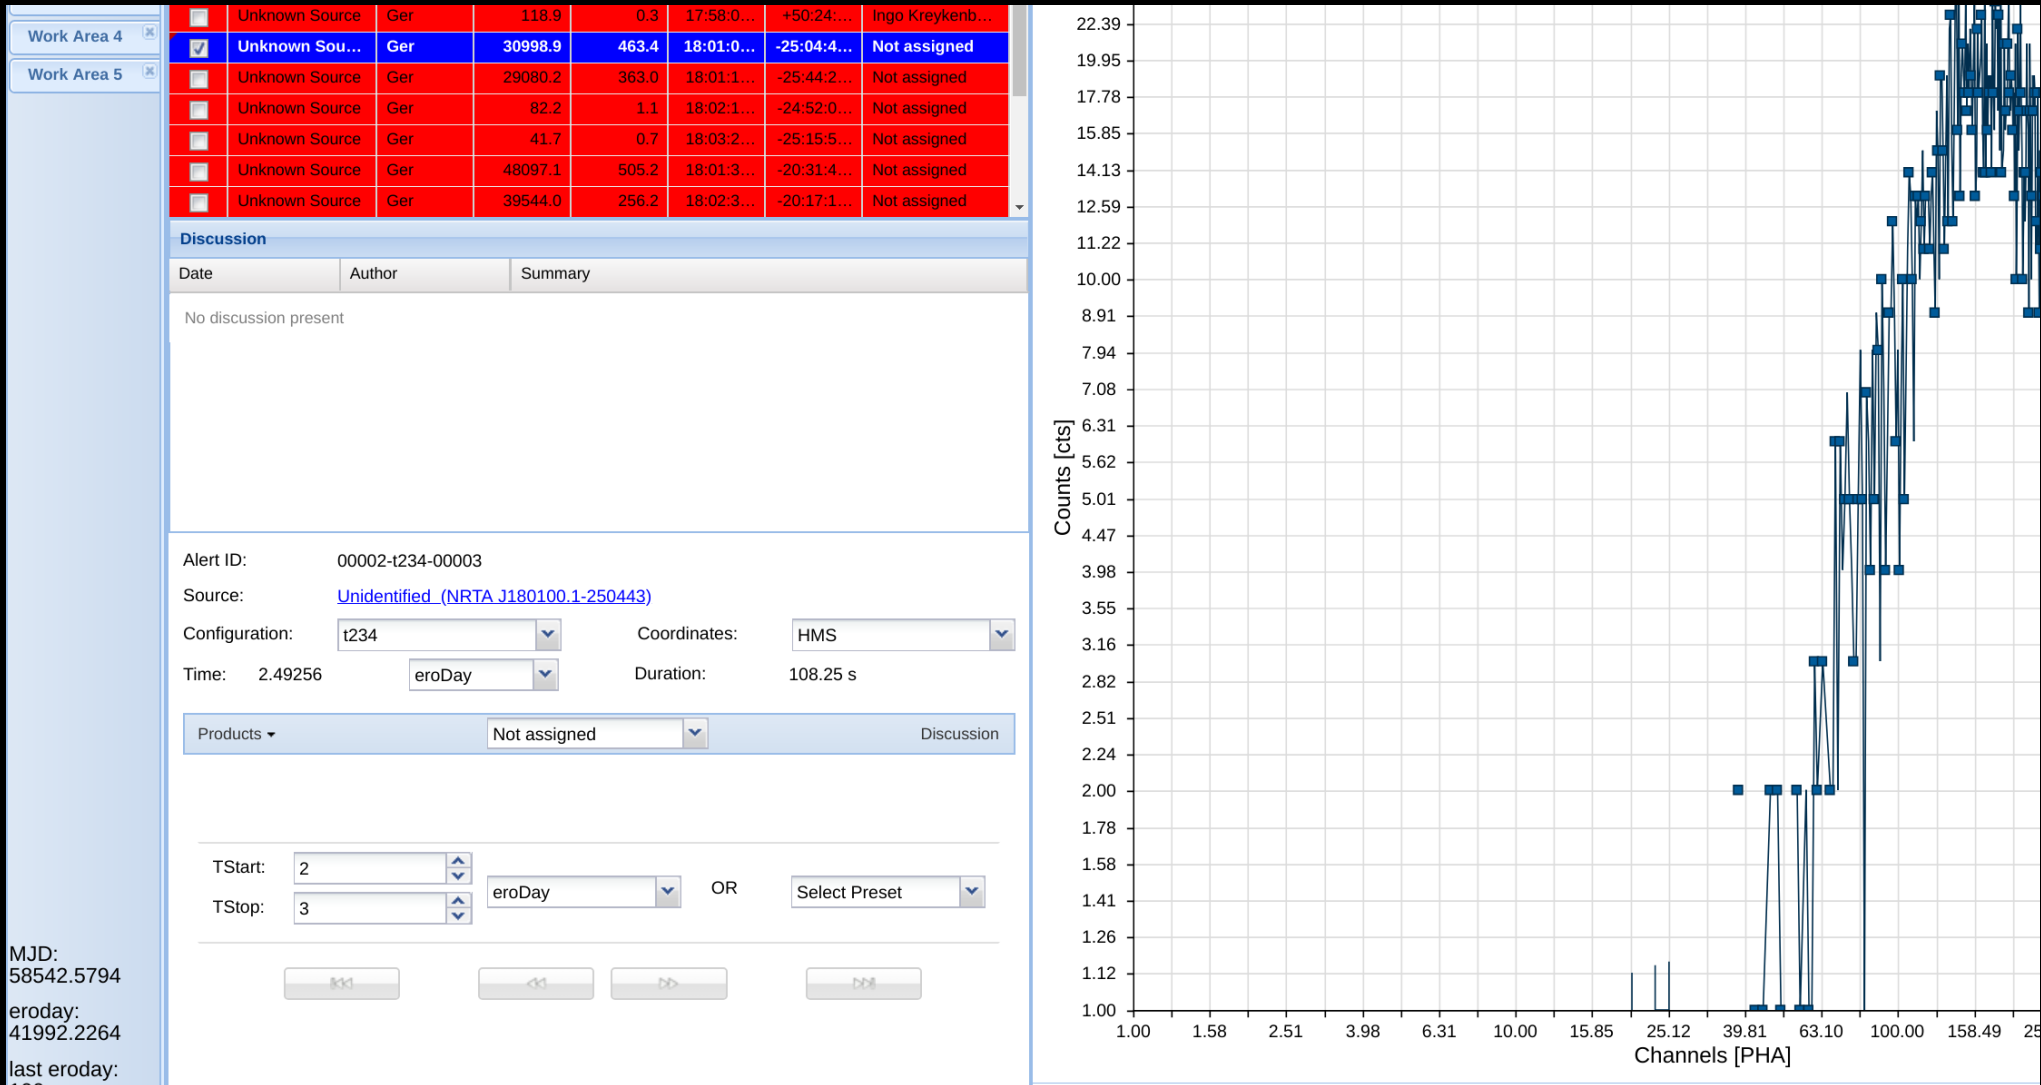 Work Area 4
Work Area 5
MJD:
58542.5794
eroday:
41992.2264
last eroday:
Unknown Source Ger 118.9 0.3 17:58:0... +50:24:... Ingo Kreykenb...
Unknown Sou... Ger 30998.9 463.4 18:01:0... -25:04:4... Not assigned
Unknown Source Ger 29080.2 363.0 18:01:1... -25:44:2... Not assigned
Unknown Source Ger 82.2 1.1 18:02:1... -24:52:0... Not assigned
Unknown Source Ger 41.7 0.7 18:03:2... -25:15:5... Not assigned
Unknown Source Ger 48097.1 505.2 18:01:3... -20:31:4... Not assigned
Unknown Source Ger 39544.0 256.2 18:02:3... -20:17:1... Not assigned
Discussion
Date Author Summary
No discussion present
Alert ID: 00002-t234-00003
Source: Unidentified (NRTA J180100.1-250443)
Configuration: t234 Coordinates: HMS
Time: 2.49256 eroDay Duration: 108.25 s
Products Not assigned Discussion
TStart: 2
eroDay OR Select Preset
TStop: 3
22.39
19.95
17.78
15.85
14.13
12.59
11.22
10.00
8.91
7.94
7.08
6.31
5.62
5.01
4.47
3.98
3.55
3.16
2.82
2.51
2.24
2.00
1.78
1.58
1.41
1.26
1.12
1.00
Counts [cts]
1.00 1.58 2.51 3.98 6.31 10.00 15.85 25.12 39.81 63.10 100.00 158.49 25
Channels [PHA]